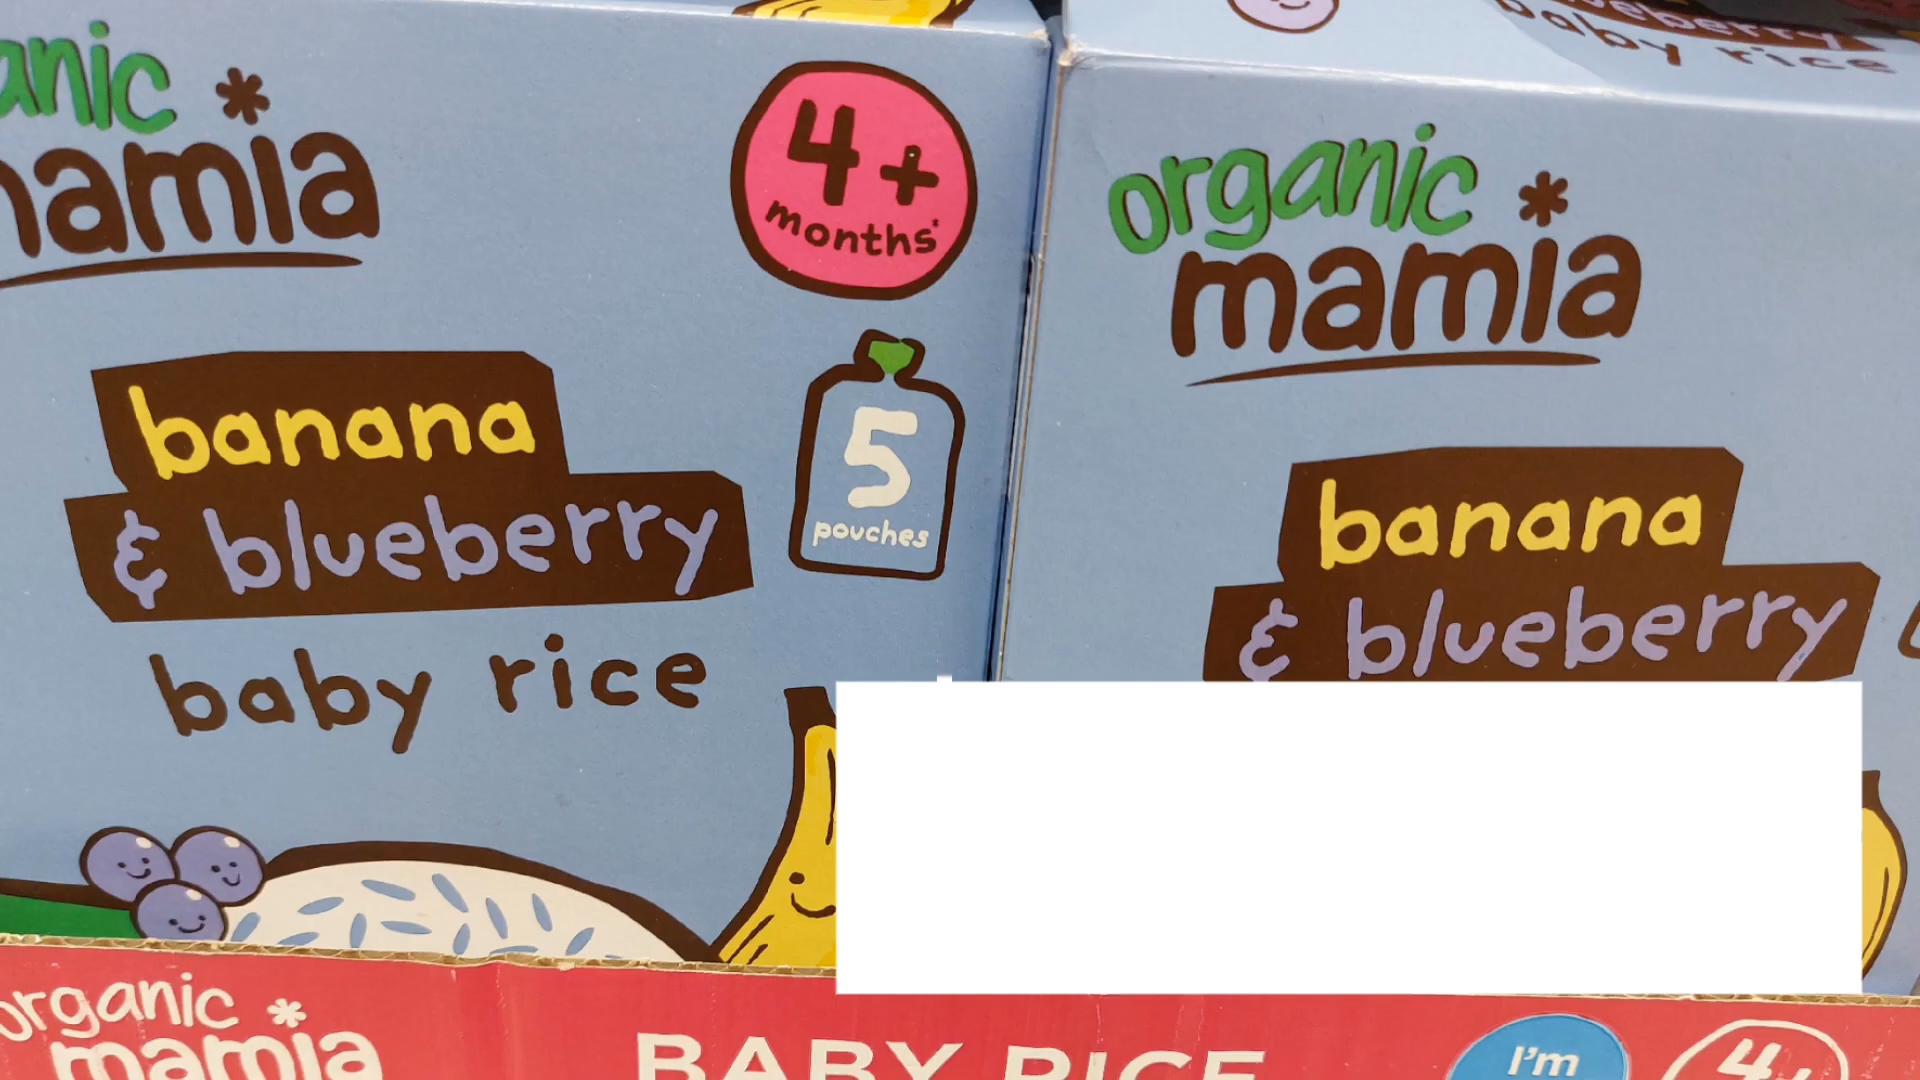 anic
mamia
4+
months*
banana
& blueberry
baby rice
5
pouches
baby rice
organic
mamia
banana
& blueberry
organic
mamia
BABY RICE
I'm
4+